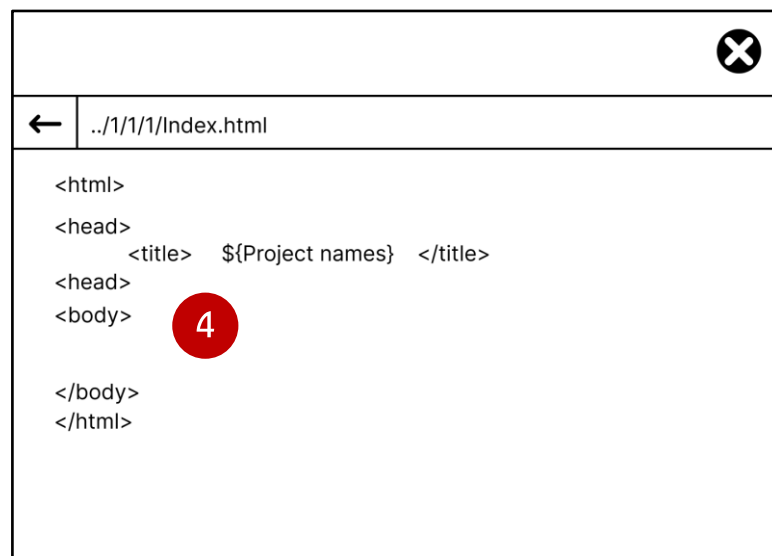 ../1/1/1/Index.html
<html>
<head>
<title> ${Project names} </title>
<head>
<body>
4
</body>
</html>